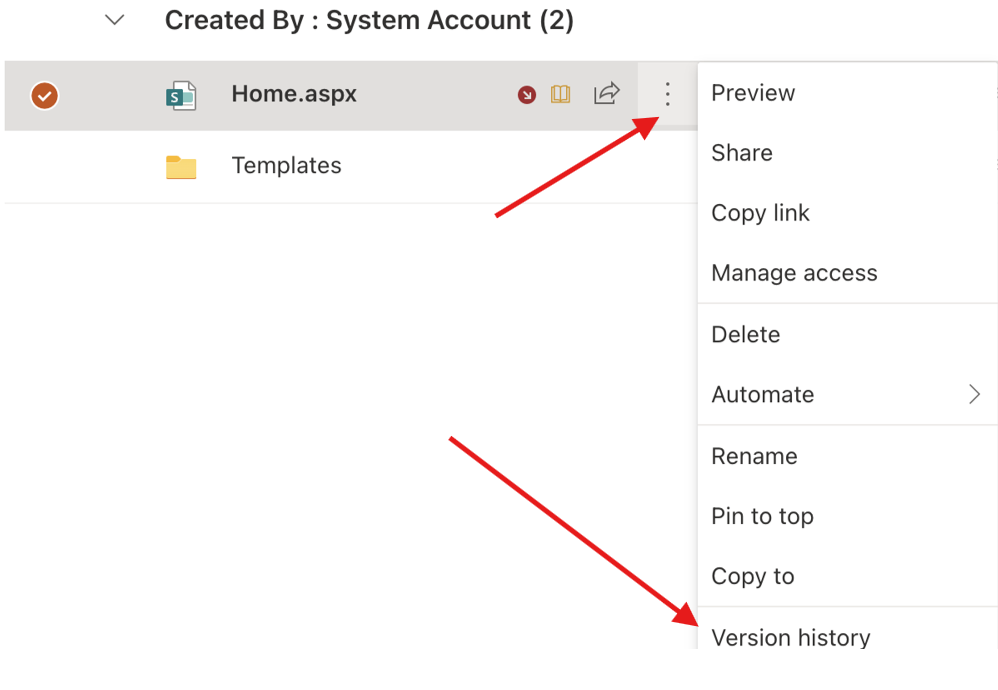 Created By : System Account (2)
Home.aspx
Templates
Preview
Share
Copy link
Manage access
Delete
Automate
Rename
Pin to top
Copy to
Version history